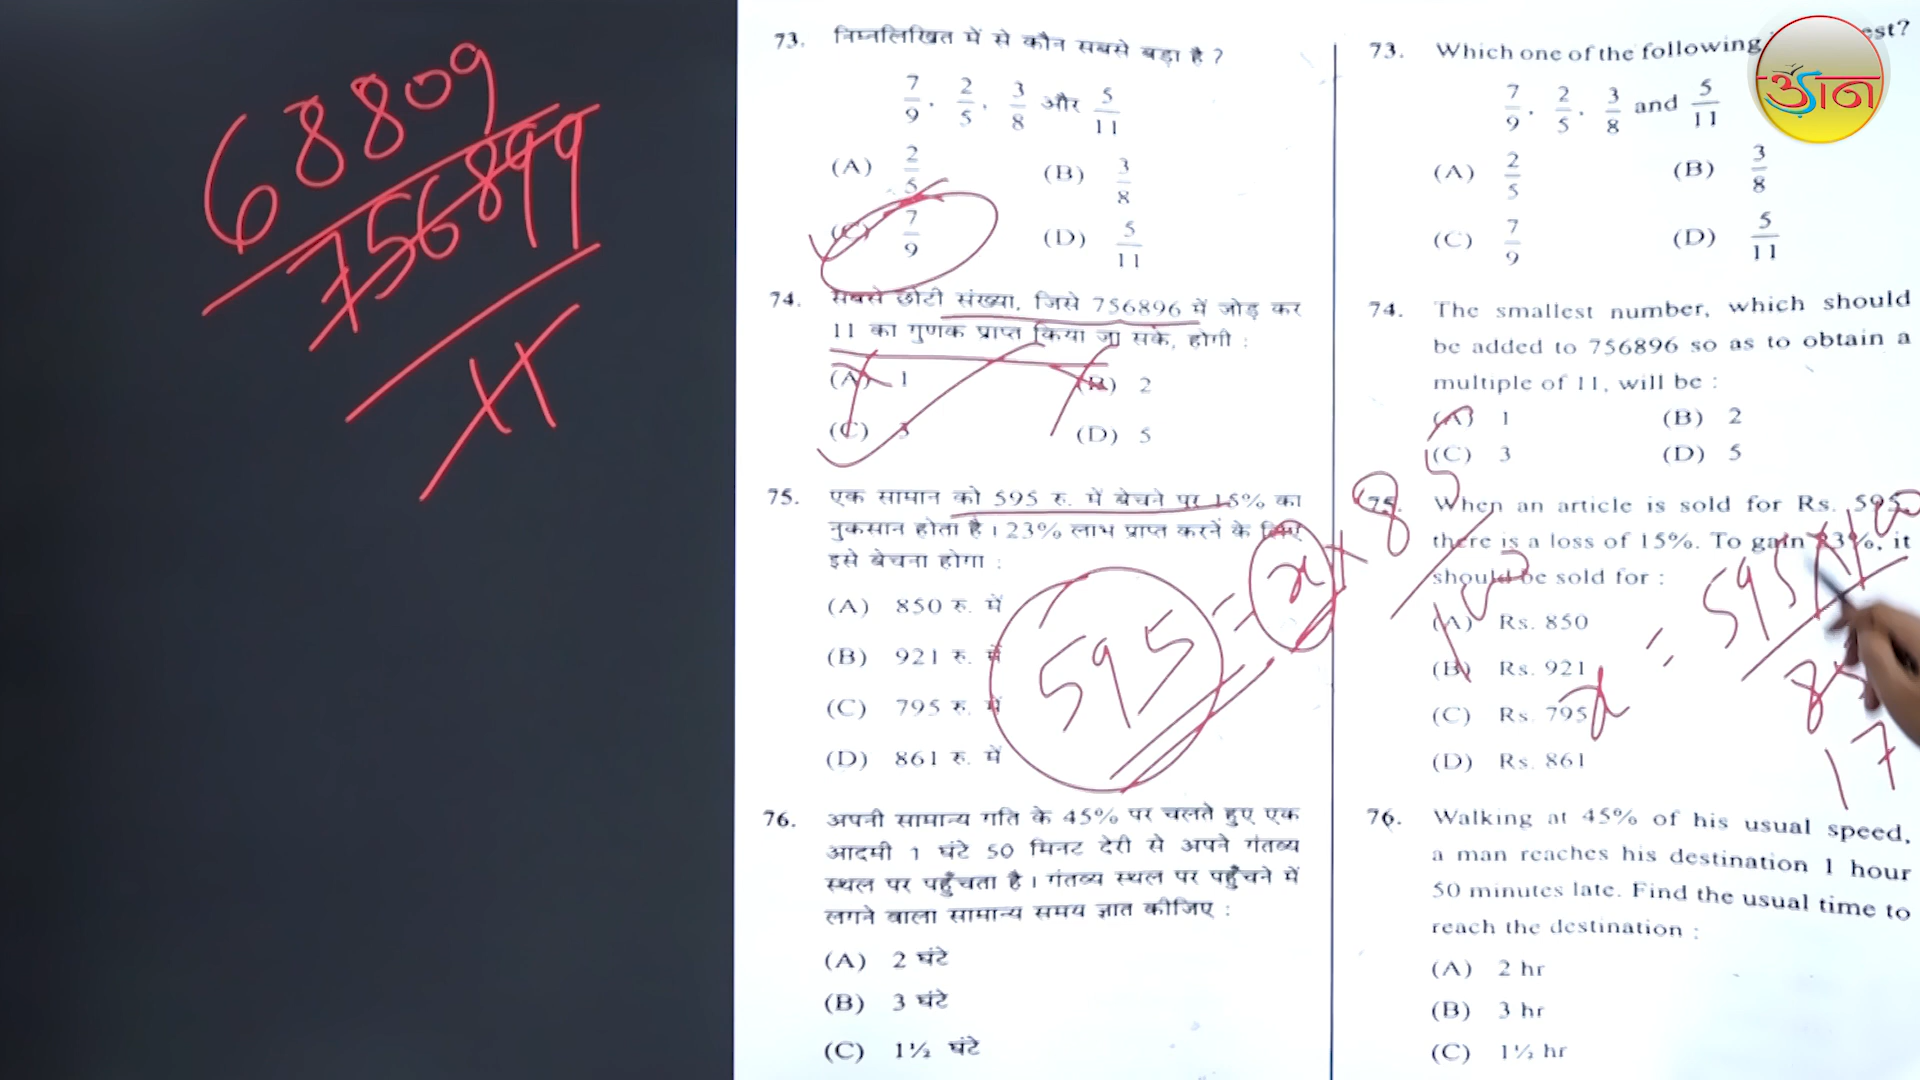 68809
756899
11
73. निम्नलिखित में से कौन सबसे बड़ा है ?
7/9, 2/5, 3/8 और 5/11
(A) 2/5 (B) 3/8
(C) 7/9 (D) 5/11
74. सबसे छोटी संख्या, जिसे 756896 में जोड़ कर
11 का गुणक प्राप्त किया जा सके, होगी :
(A) 1 (B) 2
(C) 3 (D) 5
75. एक सामान को 595 रु. में बेचने पर 15% का
नुकसान होता है । 23% लाभ प्राप्त करनें के लिए
इसे बेचना होगा :
(A) 850 रु. में
(B) 921 रु. में
(C) 795 रु. में
(D) 861 रु. में
595 = x × 85/100
76. अपनी सामान्य गति के 45% पर चलते हुए एक
आदमी 1 घंटे 50 मिनट देरी से अपने गंतव्य
स्थल पर पहुँचता है । गंतव्य स्थल पर पहुँचने में
लगने वाला सामान्य समय ज्ञात कीजिए :
(A) 2 घंटे
(B) 3 घंटे
(C) 1½ घंटे
73. Which one of the following
7/9, 2/5, 3/8 and 5/11
(A) 2/5 (B) 3/8
(C) 7/9 (D) 5/11
74. The smallest number, which should
be added to 756896 so as to obtain a
multiple of 11, will be :
(A) 1 (B) 2
(C) 3 (D) 5
75. When an article is sold for Rs. 595
there is a loss of 15%. To gain 23%, it
should be sold for :
(A) Rs. 850
(B) Rs. 921
(C) Rs. 795
(D) Rs. 861
17
76. Walking at 45% of his usual speed,
a man reaches his destination 1 hour
50 minutes late. Find the usual time to
reach the destination :
(A) 2 hr
(B) 3 hr
(C) 1½ hr